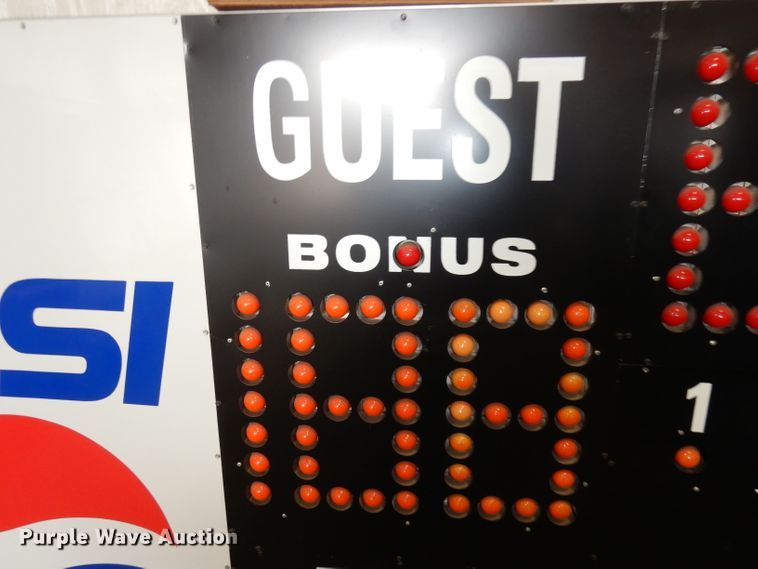 GUEST
BONUS
SI
1
Purple Wave Auction